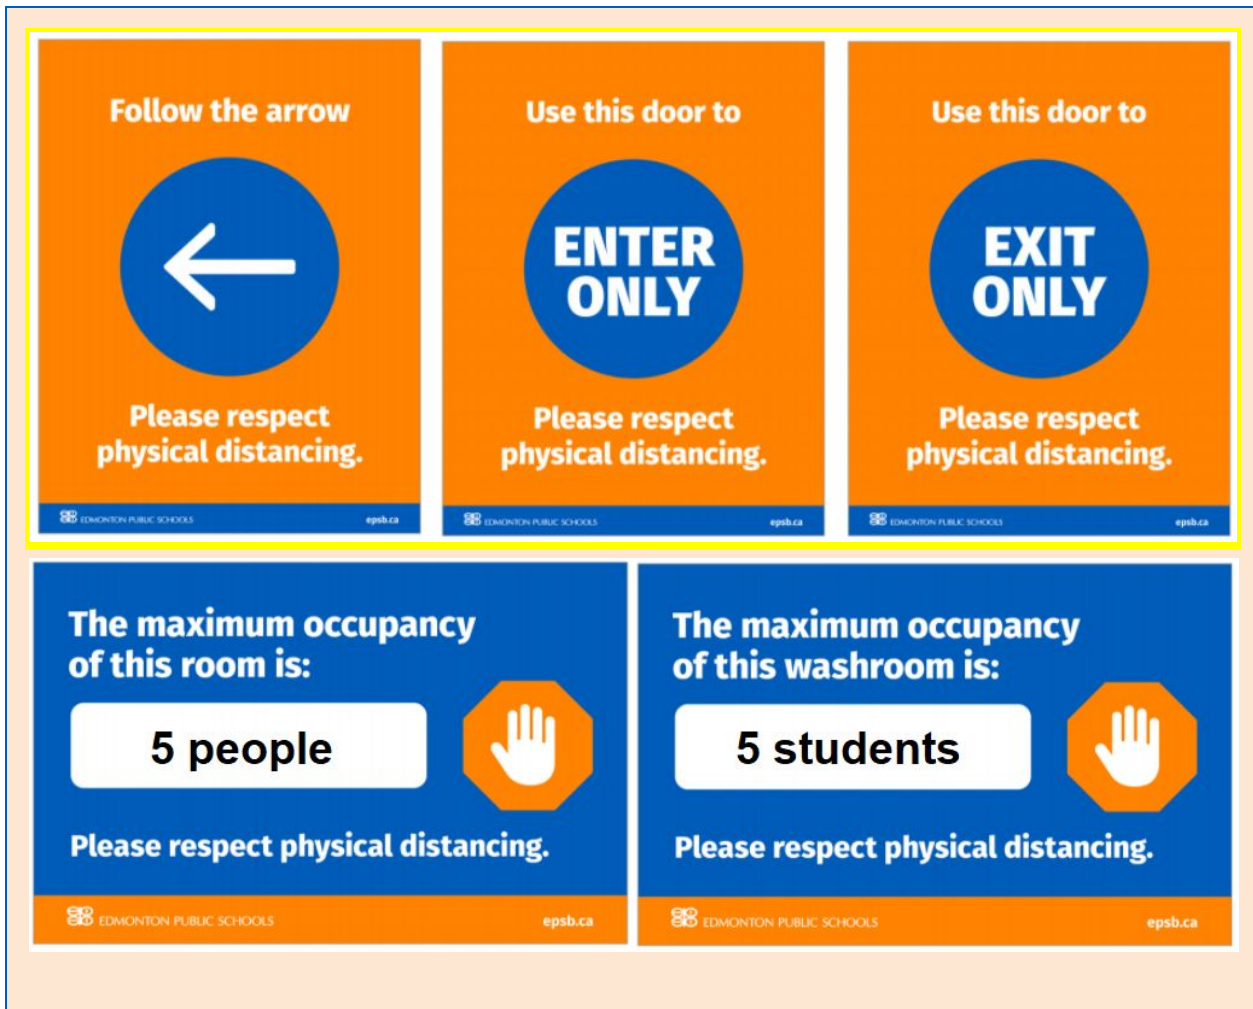 Follow the arrow
Please respect
physical distancing.
EDMONTON PUBLIC SCHOOLS
epsb.ca
Use this door to
ENTER
ONLY
Please respect
physical distancing.
EDMONTON PUBLIC SCHOOLS
epsb.ca
Use this door to
EXIT
ONLY
Please respect
physical distancing.
EDMONTON PUBLIC SCHOOLS
epsb.ca
The maximum occupancy
of this room is:
5 people
Please respect physical distancing.
EDMONTON PUBLIC SCHOOLS
epsb.ca
The maximum occupancy
of this washroom is:
5 students
Please respect physical distancing.
EDMONTON PUBLIC SCHOOLS
epsb.ca